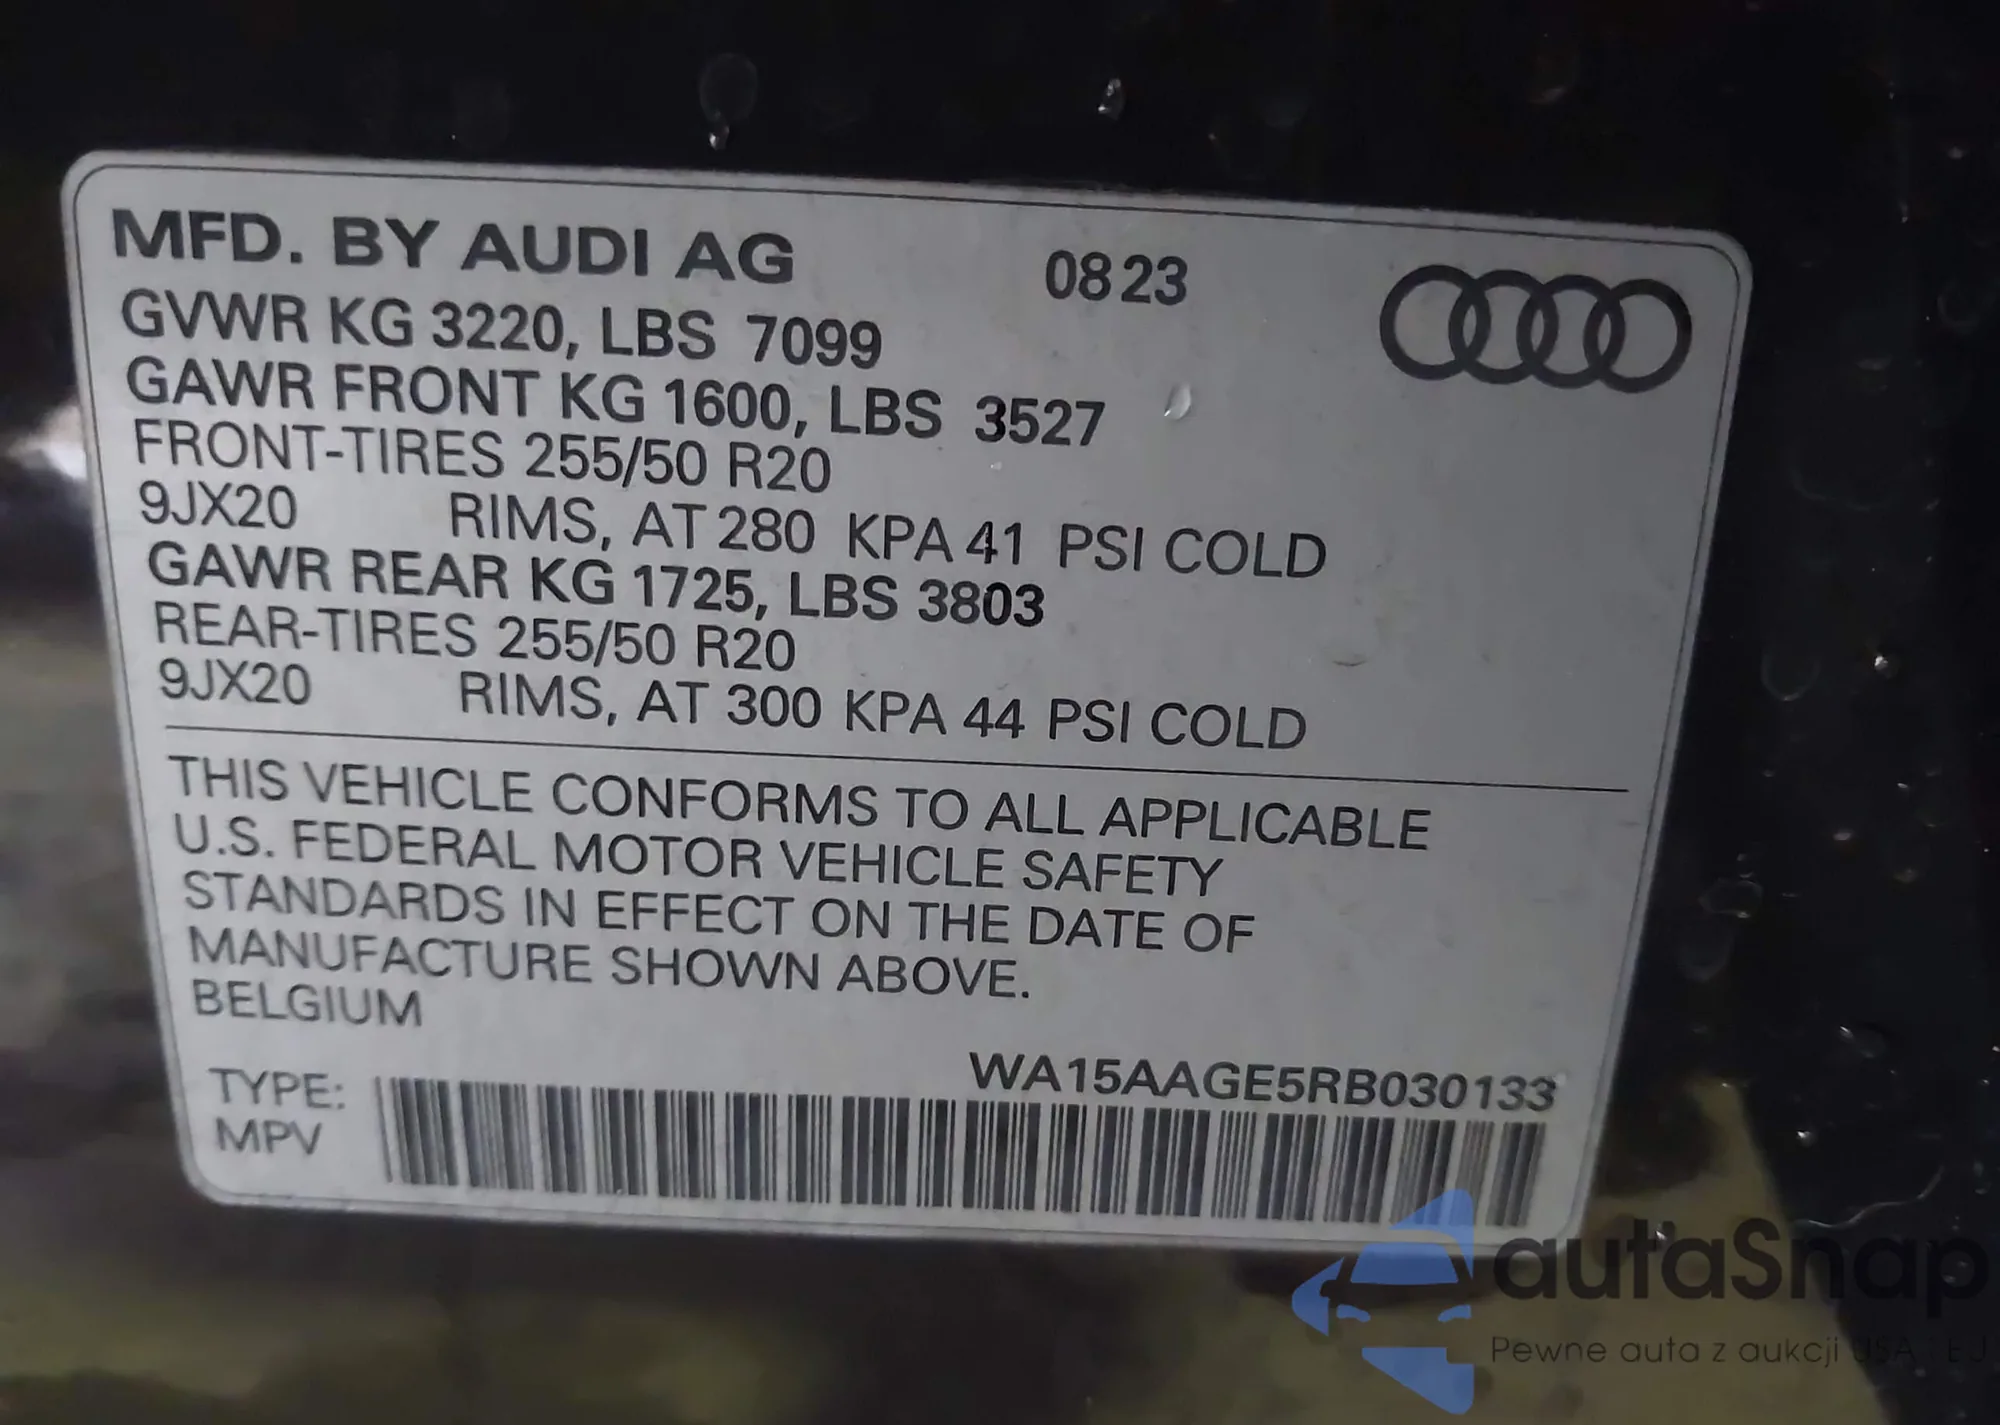 MFD. BY AUDI AG 08 23
GVWR KG 3220, LBS 7099
GAWR FRONT KG 1600, LBS 3527
FRONT-TIRES 255/50 R20
9JX20 RIMS, AT 280 KPA 41 PSI COLD
GAWR REAR KG 1725, LBS 3803
REAR-TIRES 255/50 R20
9JX20 RIMS, AT 300 KPA 44 PSI COLD
THIS VEHICLE CONFORMS TO ALL APPLICABLE
U.S. FEDERAL MOTOR VEHICLE SAFETY
STANDARDS IN EFFECT ON THE DATE OF
MANUFACTURE SHOWN ABOVE.
BELGIUM
WA15AAGE5RB030133
TYPE:
MPV
autaSnap
Pewne auta z aukcji USA i EU